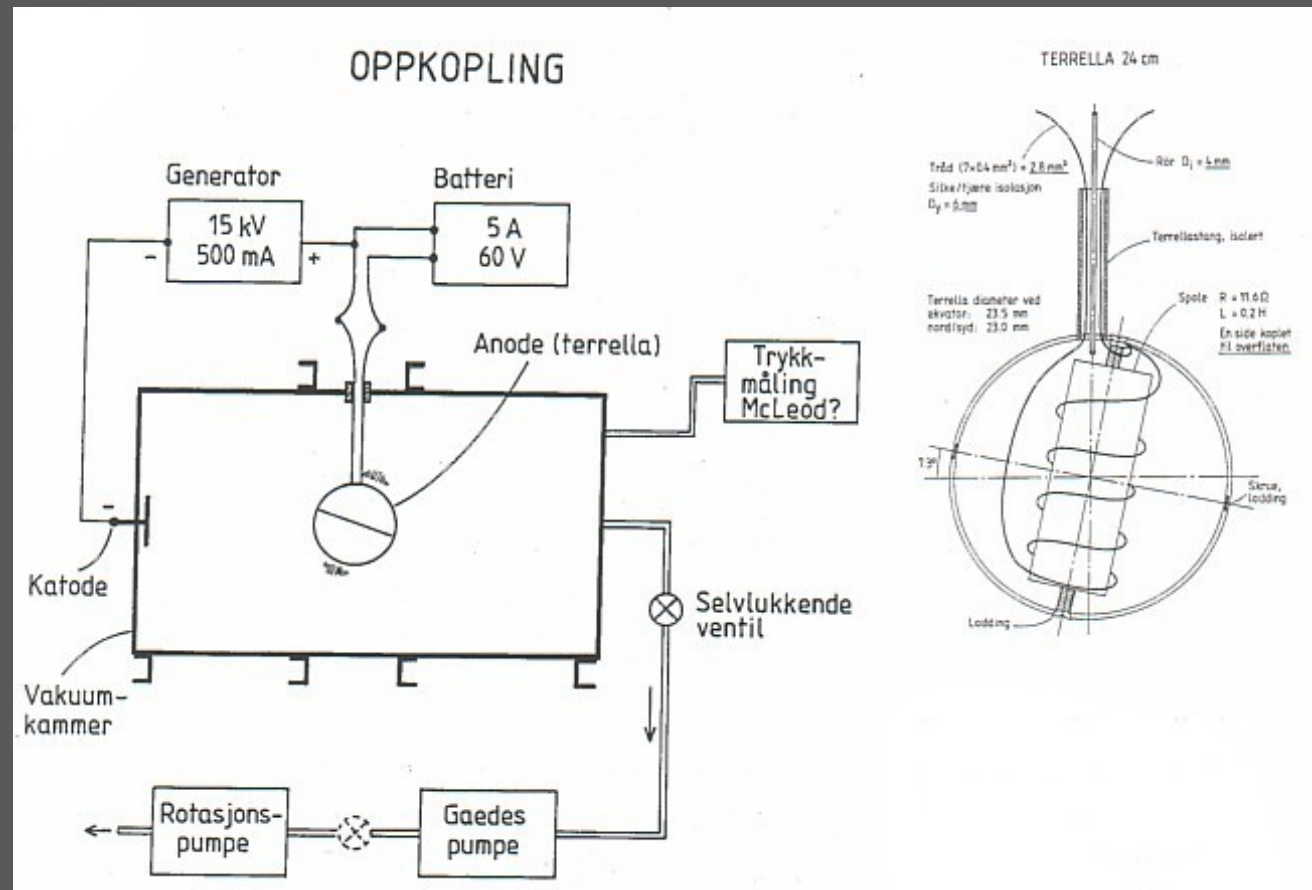 OPPKOPLING
Generator
15 kV
500 mA
-
+
Batteri
5 A
60 V
Anode (terrella)
Trykk-
måling
McLeod?
-
Katode
Vakuum-
kammer
Selvlukkende
ventil
Rotasjons-
pumpe
Gaedes
pumpe
TERRELLA 24 cm
Tråd (7×0.4 mm²) = 2.8 mm²
Silke/tjære isolasjon
Dy = 6 mm
Rör Di = 4 mm
Terrellastang, isolert
Terrella diameter ved
ekvator: 23.5 mm
nord/syd: 23.0 mm
Spole R = 11.6 Ω
L = 0.2 H
En side koplet
til overflaten
Skrue,
lodding
Lodding